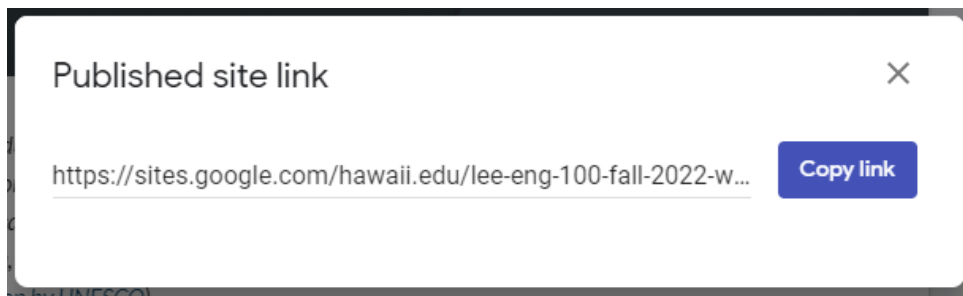 Published site link
https://sites.google.com/hawaii.edu/lee-eng-100-fall-2022-w...
Copy link